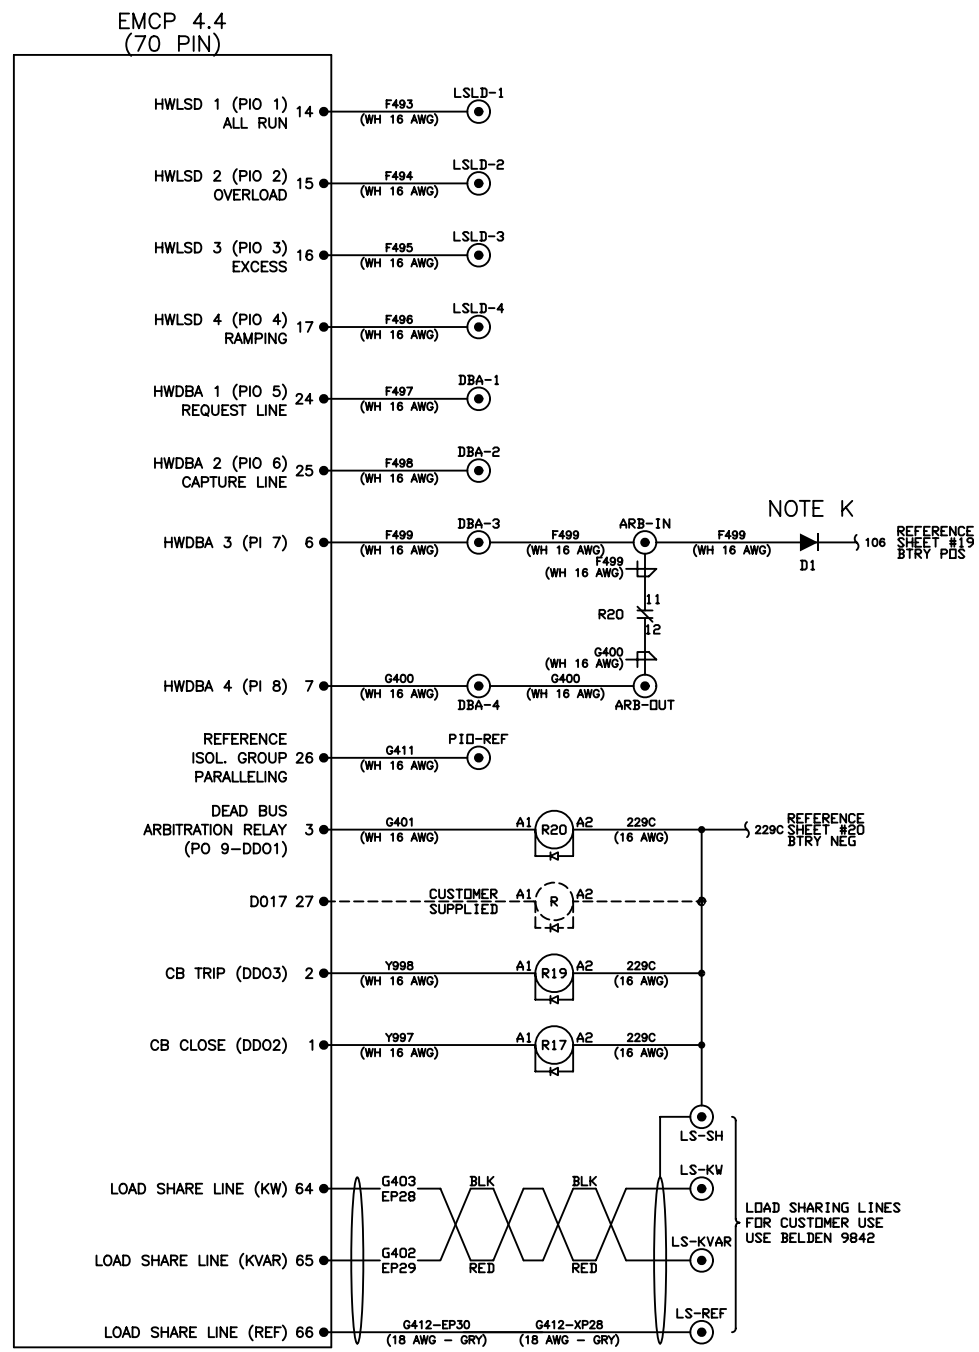 EMCP 4.4
(70 PIN)
HWLSD 1 (PIO 1) 14
ALL RUN
F493
(WH 16 AWG)
LSLD-1
HWLSD 2 (PIO 2) 15
OVERLOAD
F494
(WH 16 AWG)
LSLD-2
HWLSD 3 (PIO 3) 16
EXCESS
F495
(WH 16 AWG)
LSLD-3
HWLSD 4 (PIO 4) 17
RAMPING
F496
(WH 16 AWG)
LSLD-4
HWDBA 1 (PIO 5) 24
REQUEST LINE
F497
(WH 16 AWG)
DBA-1
HWDBA 2 (PIO 6) 25
CAPTURE LINE
F498
(WH 16 AWG)
DBA-2
HWDBA 3 (PI 7) 6
F499
(WH 16 AWG)
DBA-3
F499
(WH 16 AWG)
ARB-IN
F499
(WH 16 AWG)
NOTE K
D1
106
REFERENCE
SHEET #19
BTRY POS
F499
(WH 16 AWG)
11
R20
12
G400
(WH 16 AWG)
HWDBA 4 (PI 8) 7
G400
(WH 16 AWG)
DBA-4
G400
(WH 16 AWG)
ARB-OUT
REFERENCE
ISOL. GROUP 26
PARALLELING
G411
(WH 16 AWG)
PIO-REF
DEAD BUS
ARBITRATION RELAY 3
(PO 9-DDO1)
G401
(WH 16 AWG)
A1 R20 A2
229C
(16 AWG)
229C
REFERENCE
SHEET #20
BTRY NEG
DO17 27
CUSTOMER
SUPPLIED
A1 R A2
CB TRIP (DDO3) 2
Y998
(WH 16 AWG)
A1 R19 A2
229C
(16 AWG)
CB CLOSE (DDO2) 1
Y997
(WH 16 AWG)
A1 R17 A2
229C
(16 AWG)
LS-SH
LOAD SHARE LINE (KW) 64
G403
EP28
BLK
BLK
LS-KW
LOAD SHARING LINES
FOR CUSTOMER USE
USE BELDEN 9842
LOAD SHARE LINE (KVAR) 65
G402
EP29
RED
RED
LS-KVAR
LOAD SHARE LINE (REF) 66
G412-EP30
(18 AWG - GRY)
G412-XP28
(18 AWG - GRY)
LS-REF